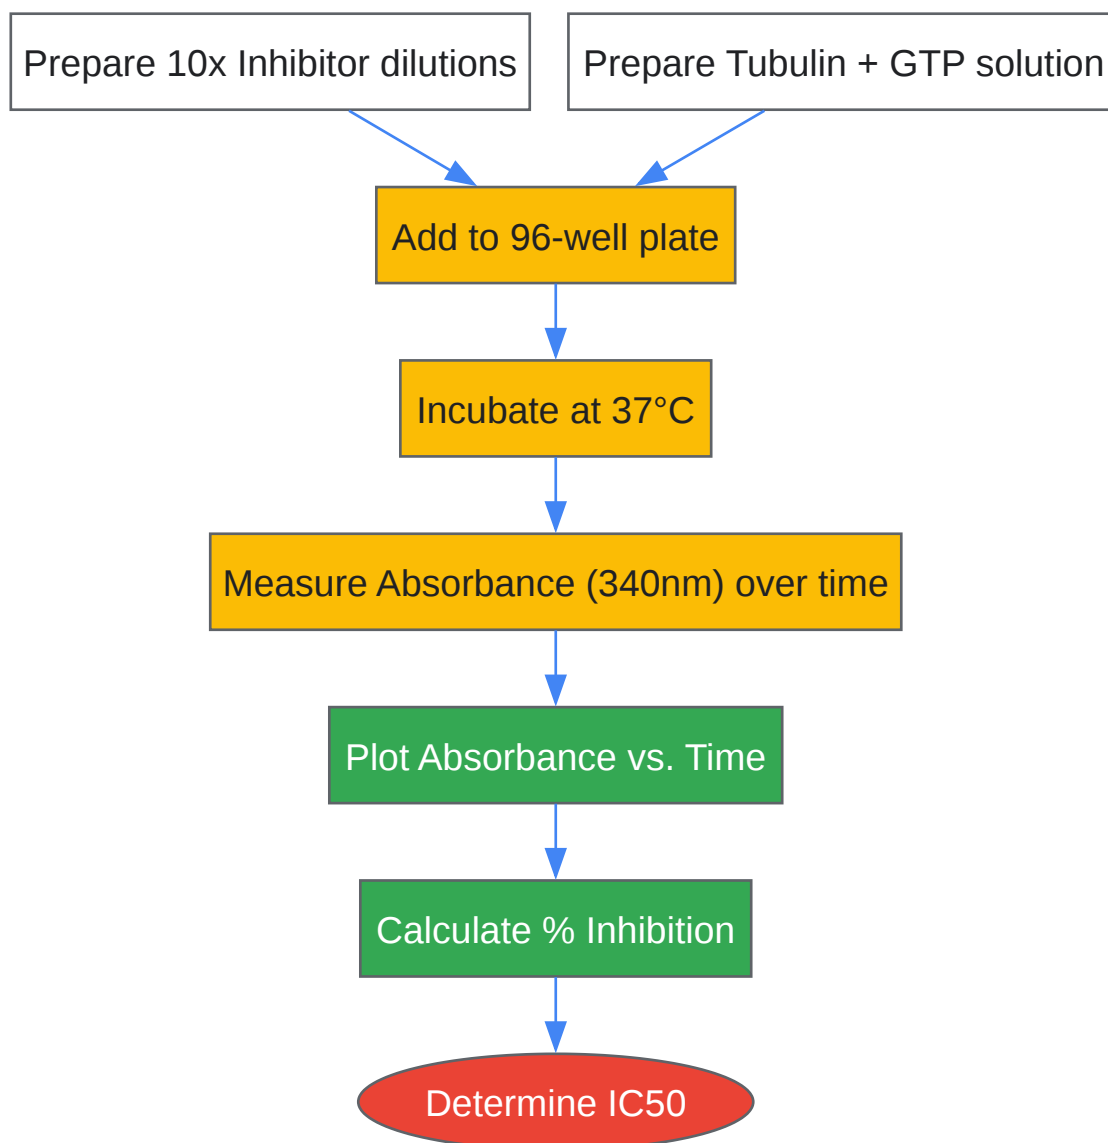 Prepare 10x Inhibitor dilutions
Prepare Tubulin + GTP solution
Add to 96-well plate
Incubate at 37°C
Measure Absorbance (340nm) over time
Plot Absorbance vs. Time
Calculate % Inhibition
Determine IC50